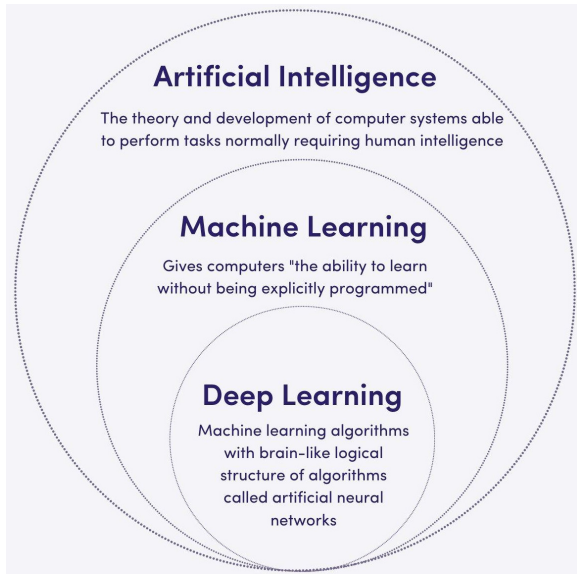 Artificial Intelligence
The theory and development of computer systems able
to perform tasks normally requiring human intelligence
Machine Learning
Gives computers "the ability to learn
without being explicitly programmed"
Deep Learning
Machine learning algorithms
with brain-like logical
structure of algorithms
called artificial neural
networks